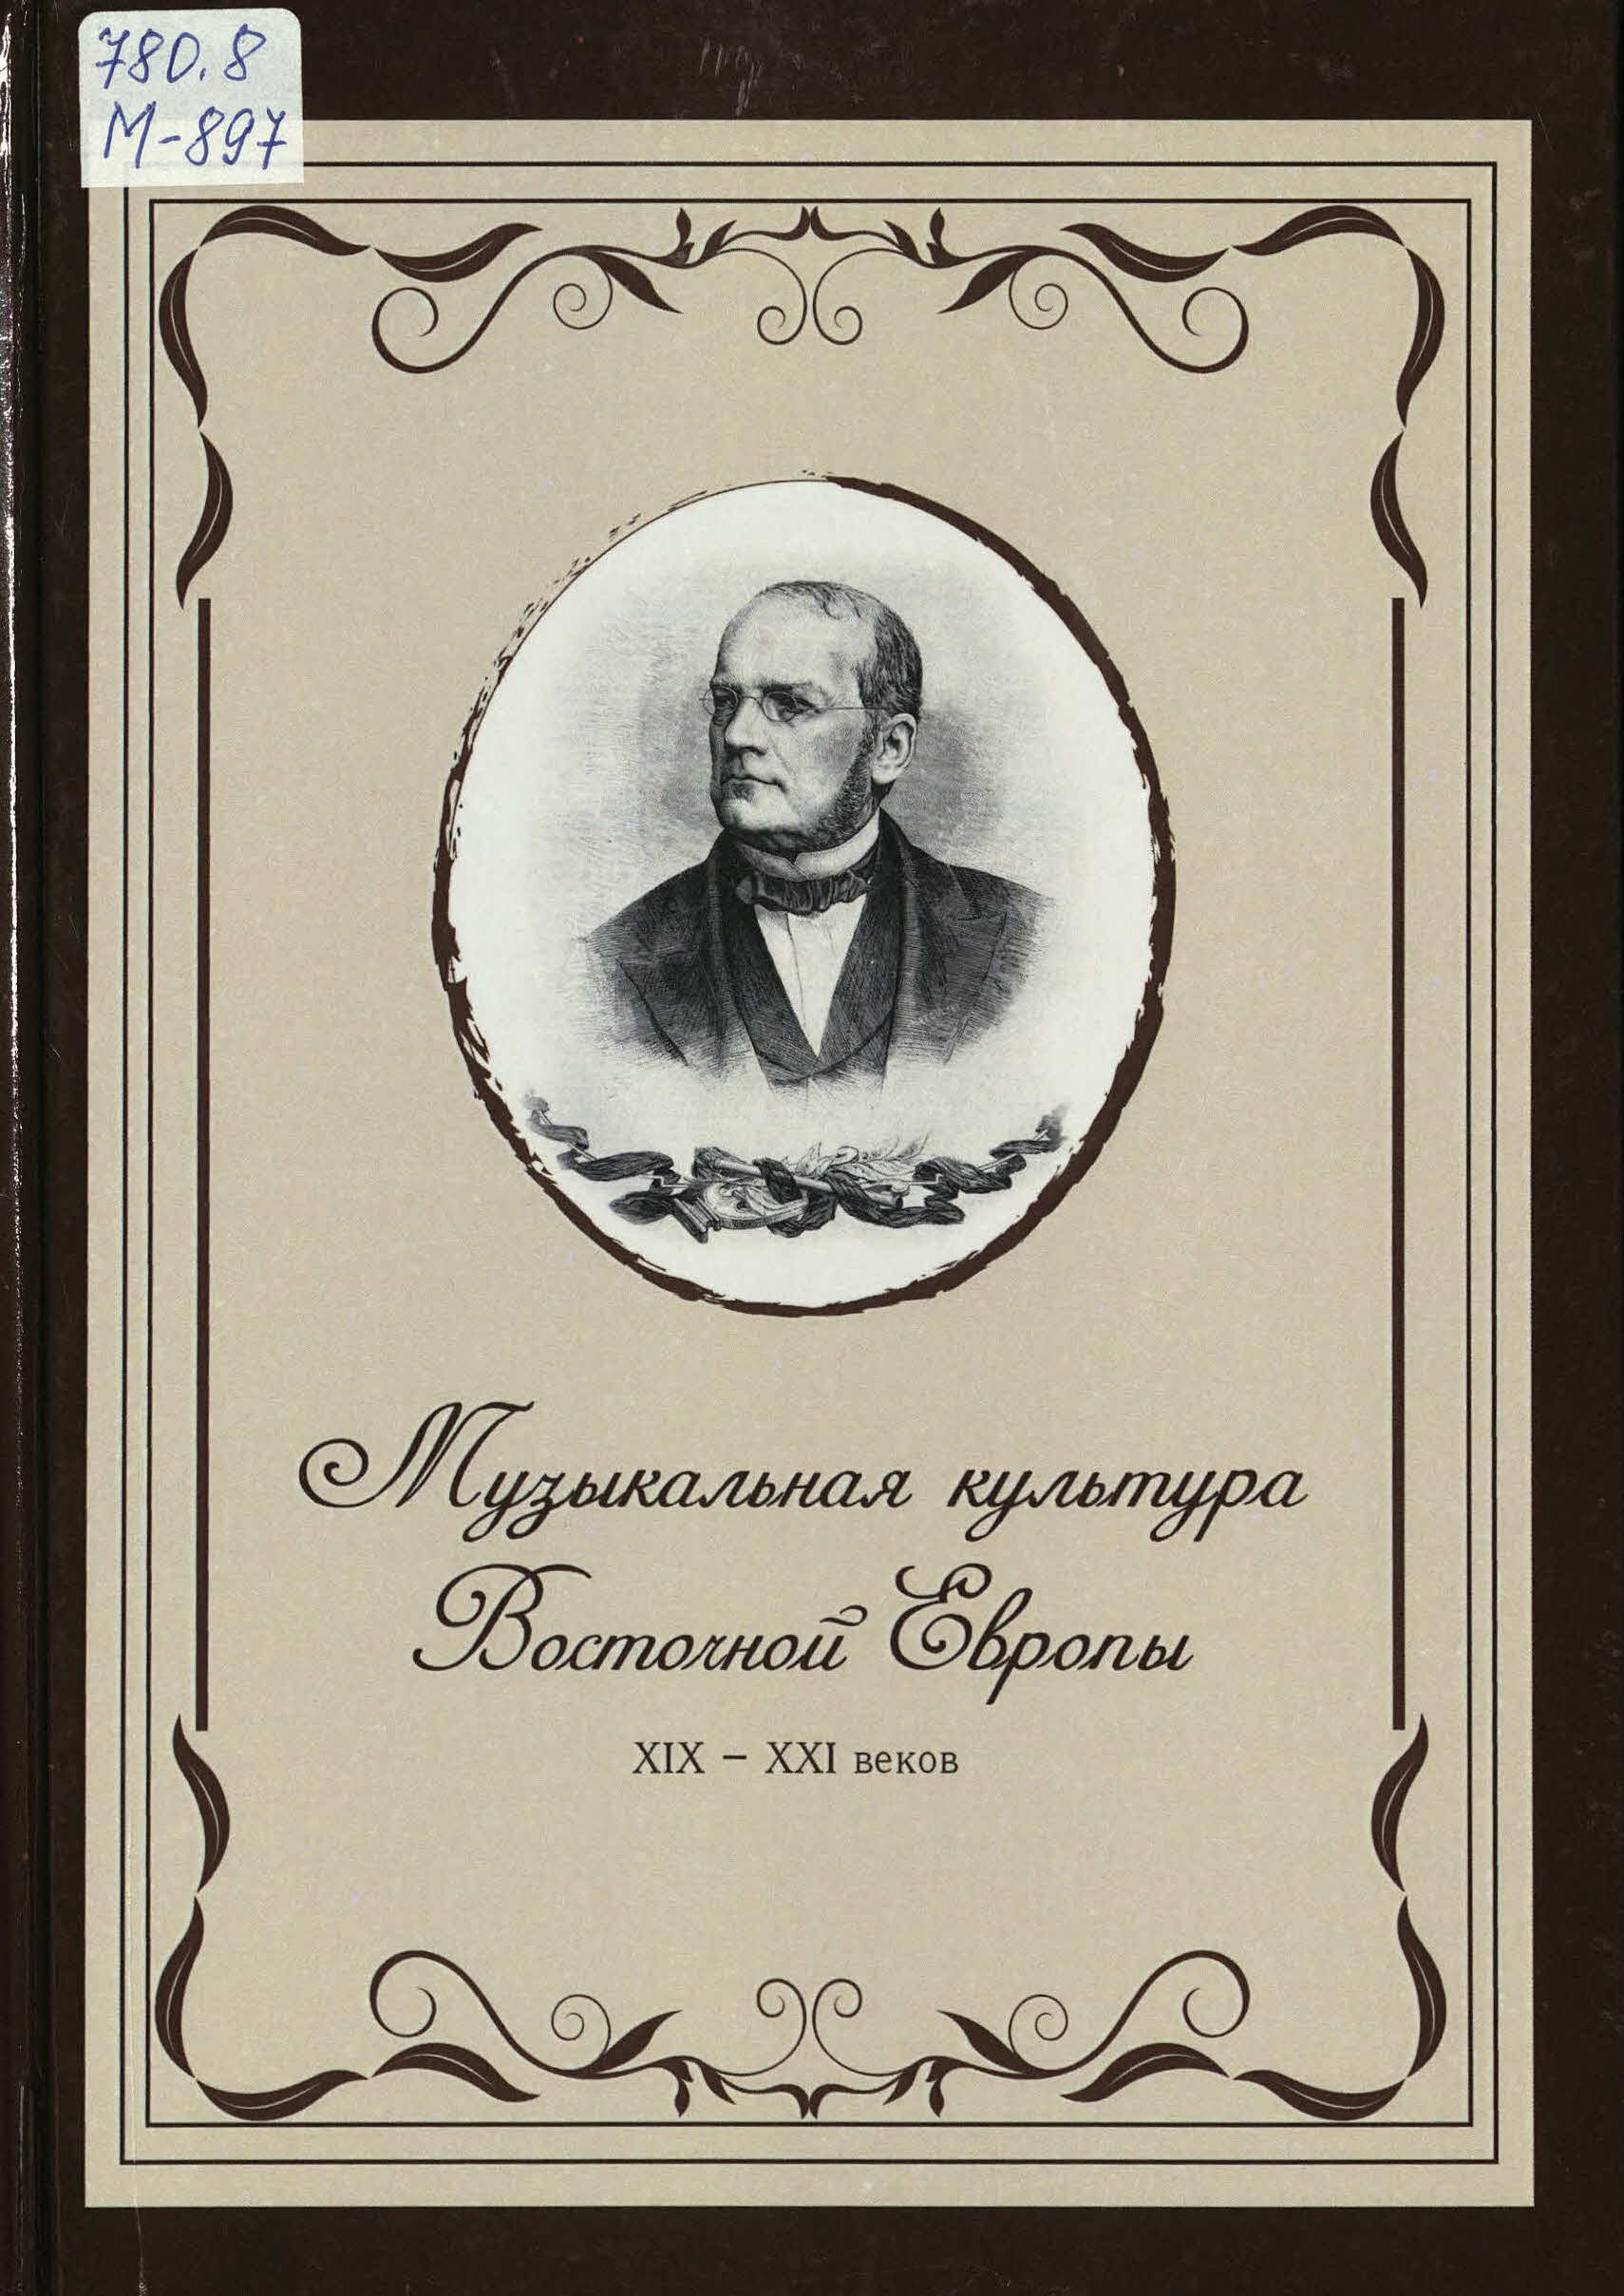 780.8
М-897
Музыкальная культура
Восточной Европы
XIX – XXI веков